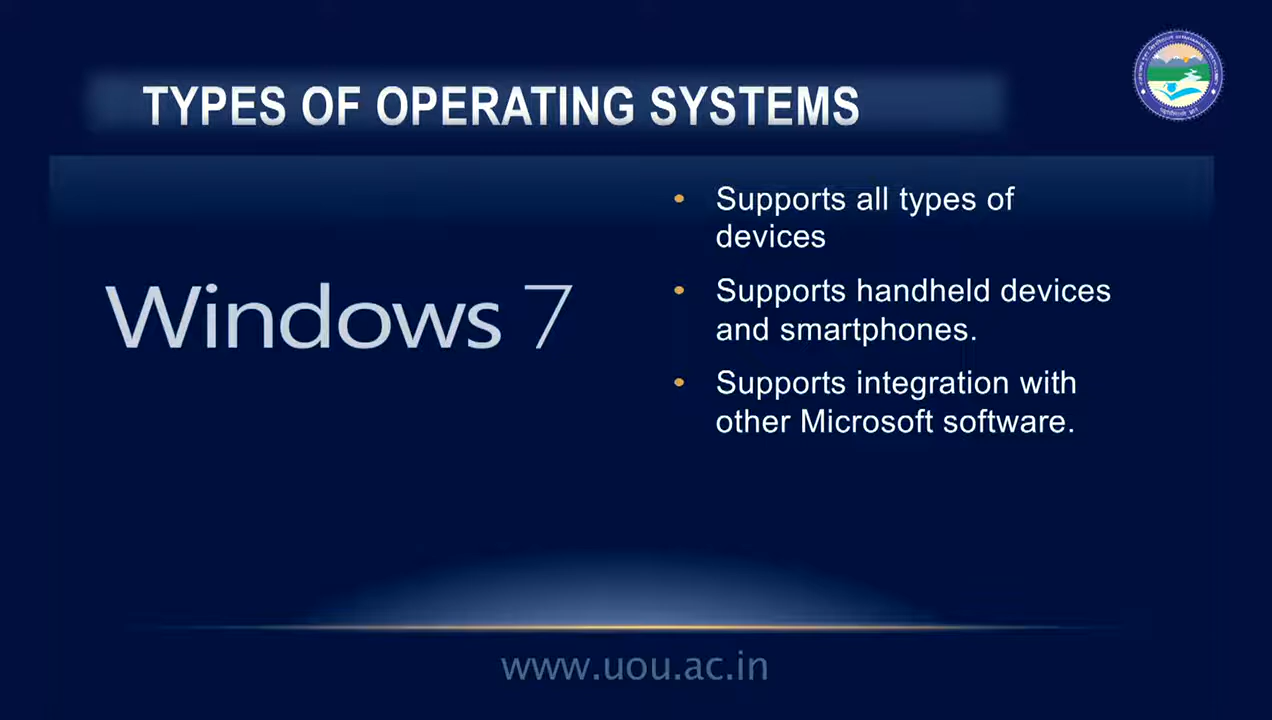 TYPES OF OPERATING SYSTEMS
Windows 7
• Supports all types of
devices
• Supports handheld devices
and smartphones.
• Supports integration with
other Microsoft software.
www.uou.ac.in